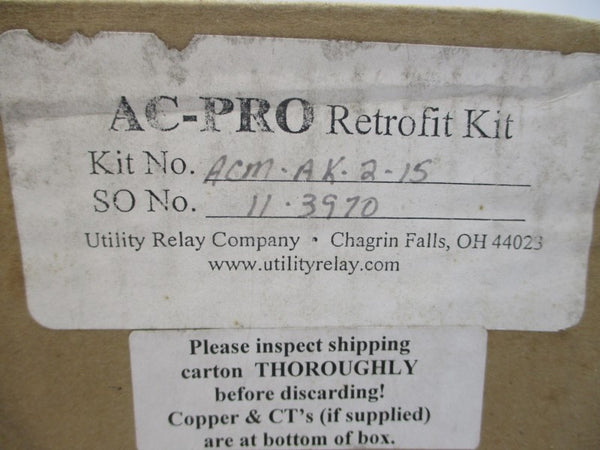 AC-PRO Retrofit Kit
Kit No. ACM-AK-2-15
SO No. 11-3970
Utility Relay Company • Chagrin Falls, OH 44023
www.utilityrelay.com
Please inspect shipping
carton THOROUGHLY
before discarding!
Copper & CT's (if supplied)
are at bottom of box.